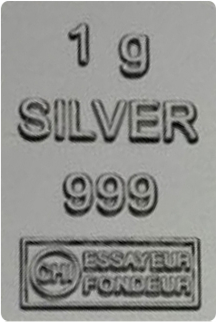 1 g
SILVER
999
CHI ESSAYEUR
FONDEUR